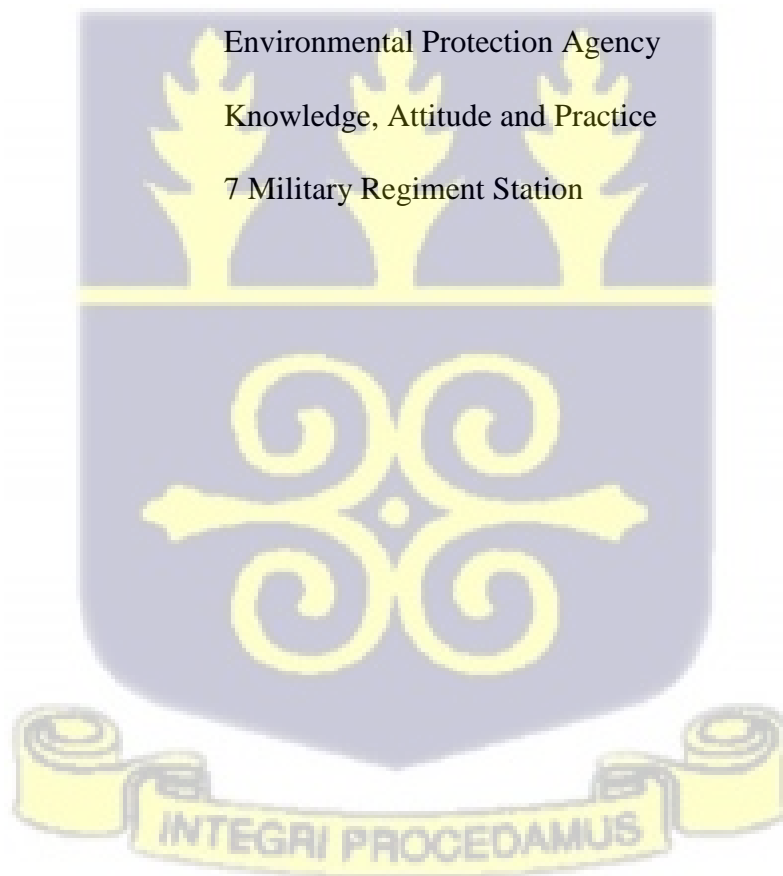 Environmental Protection Agency
Knowledge, Attitude and Practice
7 Military Regiment Station
INTEGRI PROCEDAMUS